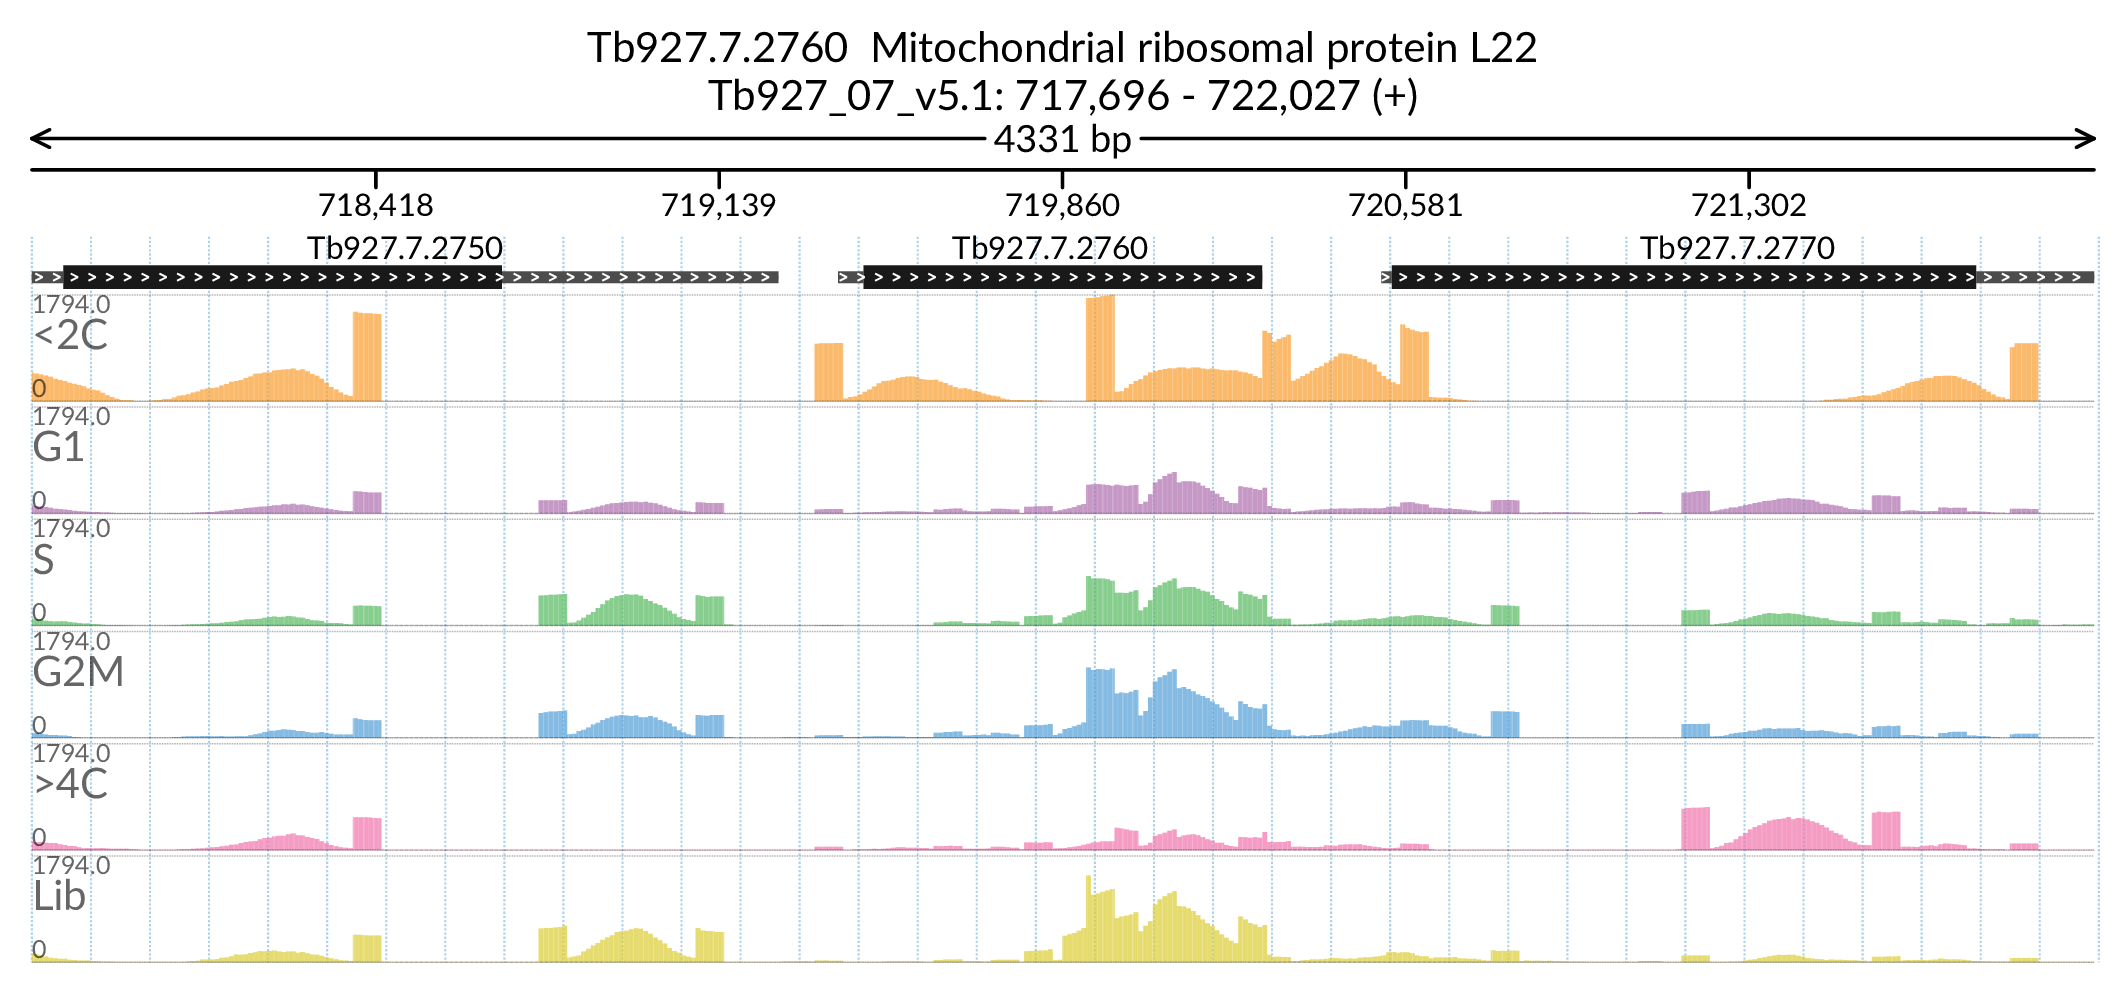 Tb927.7.2760  Mitochondrial ribosomal protein L22
Tb927_07_v5.1: 717,696 - 722,027 (+)
4331 bp
718,418 719,139 719,860 720,581 721,302
Tb927.7.2750 Tb927.7.2760 Tb927.7.2770
1794.0
<2C
0
1794.0
G1
0
1794.0
S
0
1794.0
G2M
0
1794.0
>4C
0
1794.0
Lib
0